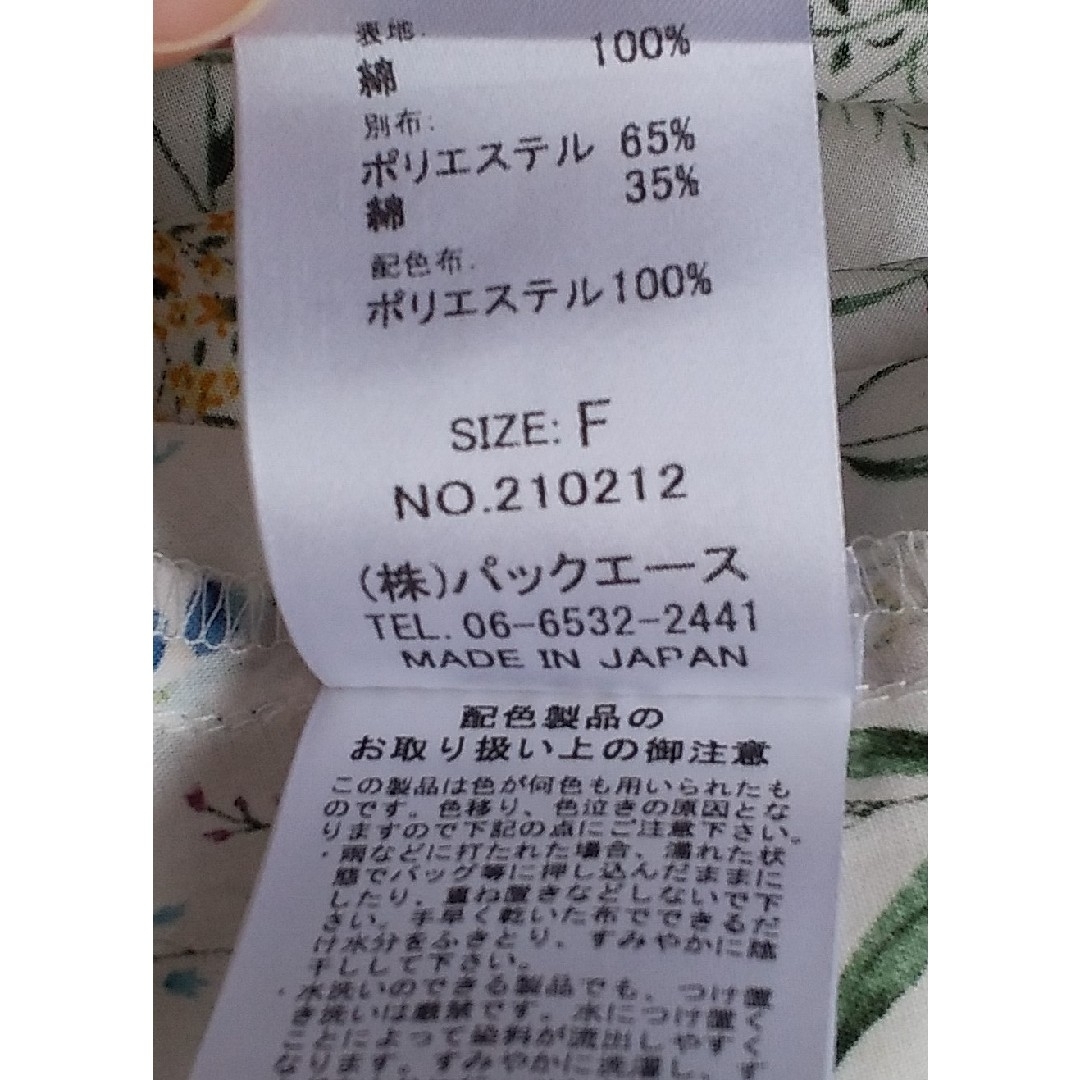 表地:
綿 100%
別布:
ポリエステル 65%
綿 35%
配色布:
ポリエステル100%
SIZE: F
NO.210212
(株)パックエース
TEL. 06-6532-2441
MADE IN JAPAN
配色製品の
お取り扱い上の御注意
この製品は色が何色も用いられたも
のです。色移り、色泣きの原因とな
りますので下記の点にご注意下さい。
・雨などに打たれた場合、濡れた状
態でバッグ等に押し込んだままに
したり、重ね置きなどしないで下
さい。手早く乾いた布でできるだ
け水分をふきとり、すみやかに陰
干しして下さい。
・水洗いのできる製品でも、つけ置
き洗いは厳禁です。水につけ置く
ことによって染料が流出しやすく
なります。すみやかに洗濯し、す